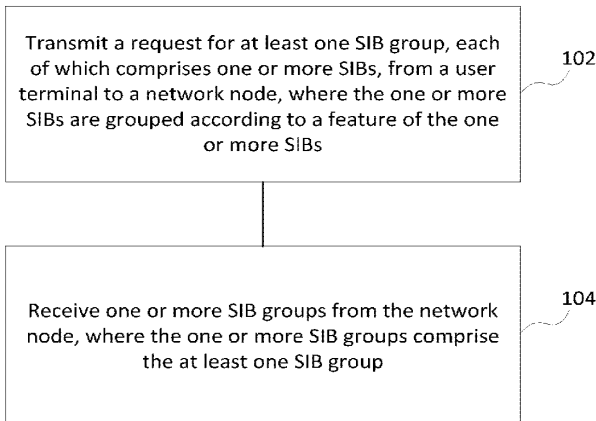 Transmit a request for at least one SIB group, each
of which comprises one or more SIBs, from a user
terminal to a network node, where the one or more
SIBs are grouped according to a feature of the one
or more SIBs
102
Receive one or more SIB groups from the network
node, where the one or more SIB groups comprise
the at least one SIB group
104